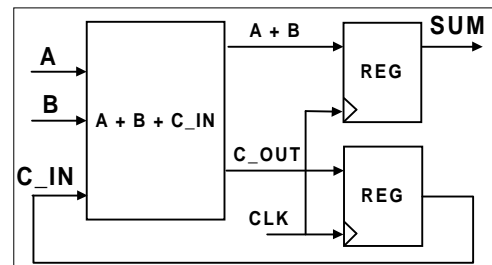 SUM
A + B
A
REG
B
A + B + C_IN
C_OUT
C_IN
REG
CLK